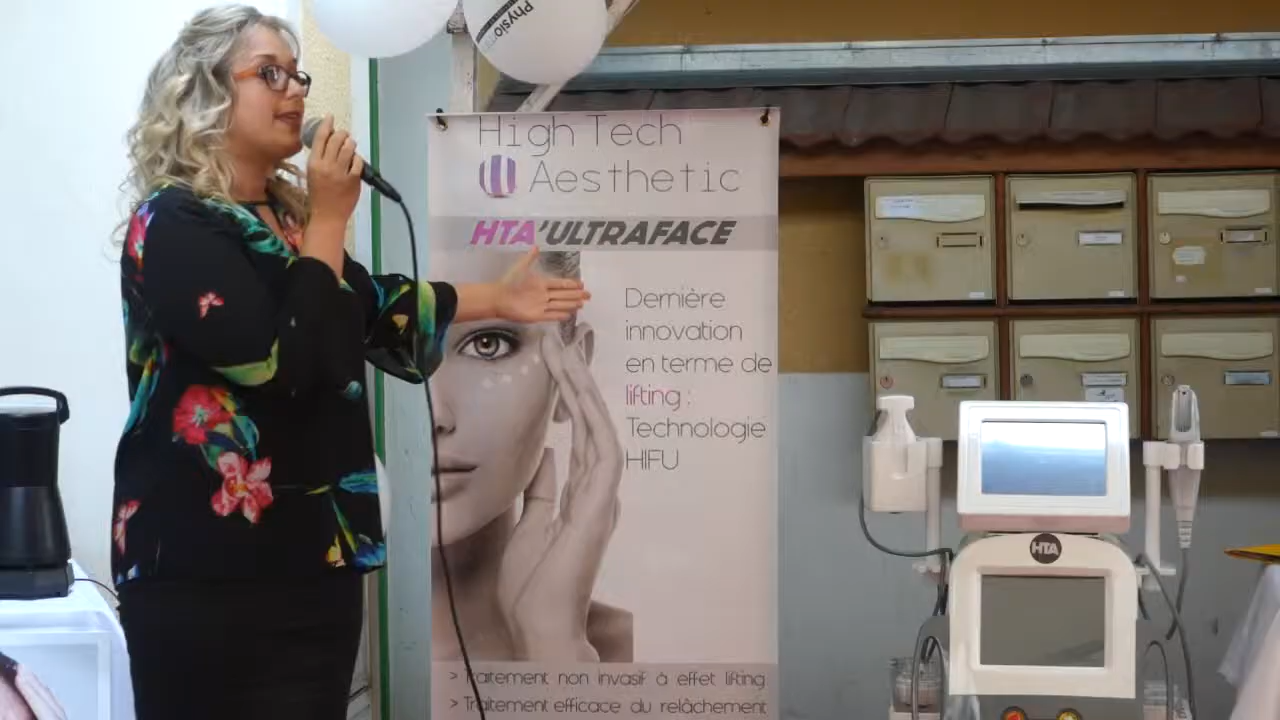 Physio
High Tech
Aesthetic
HTA'ULTRAFACE
Dernière
innovation
en terme de
lifting :
Technologie
HIFU
> Traitement non invasif à effet lifting
> Traitement efficace du relâchement
HTA